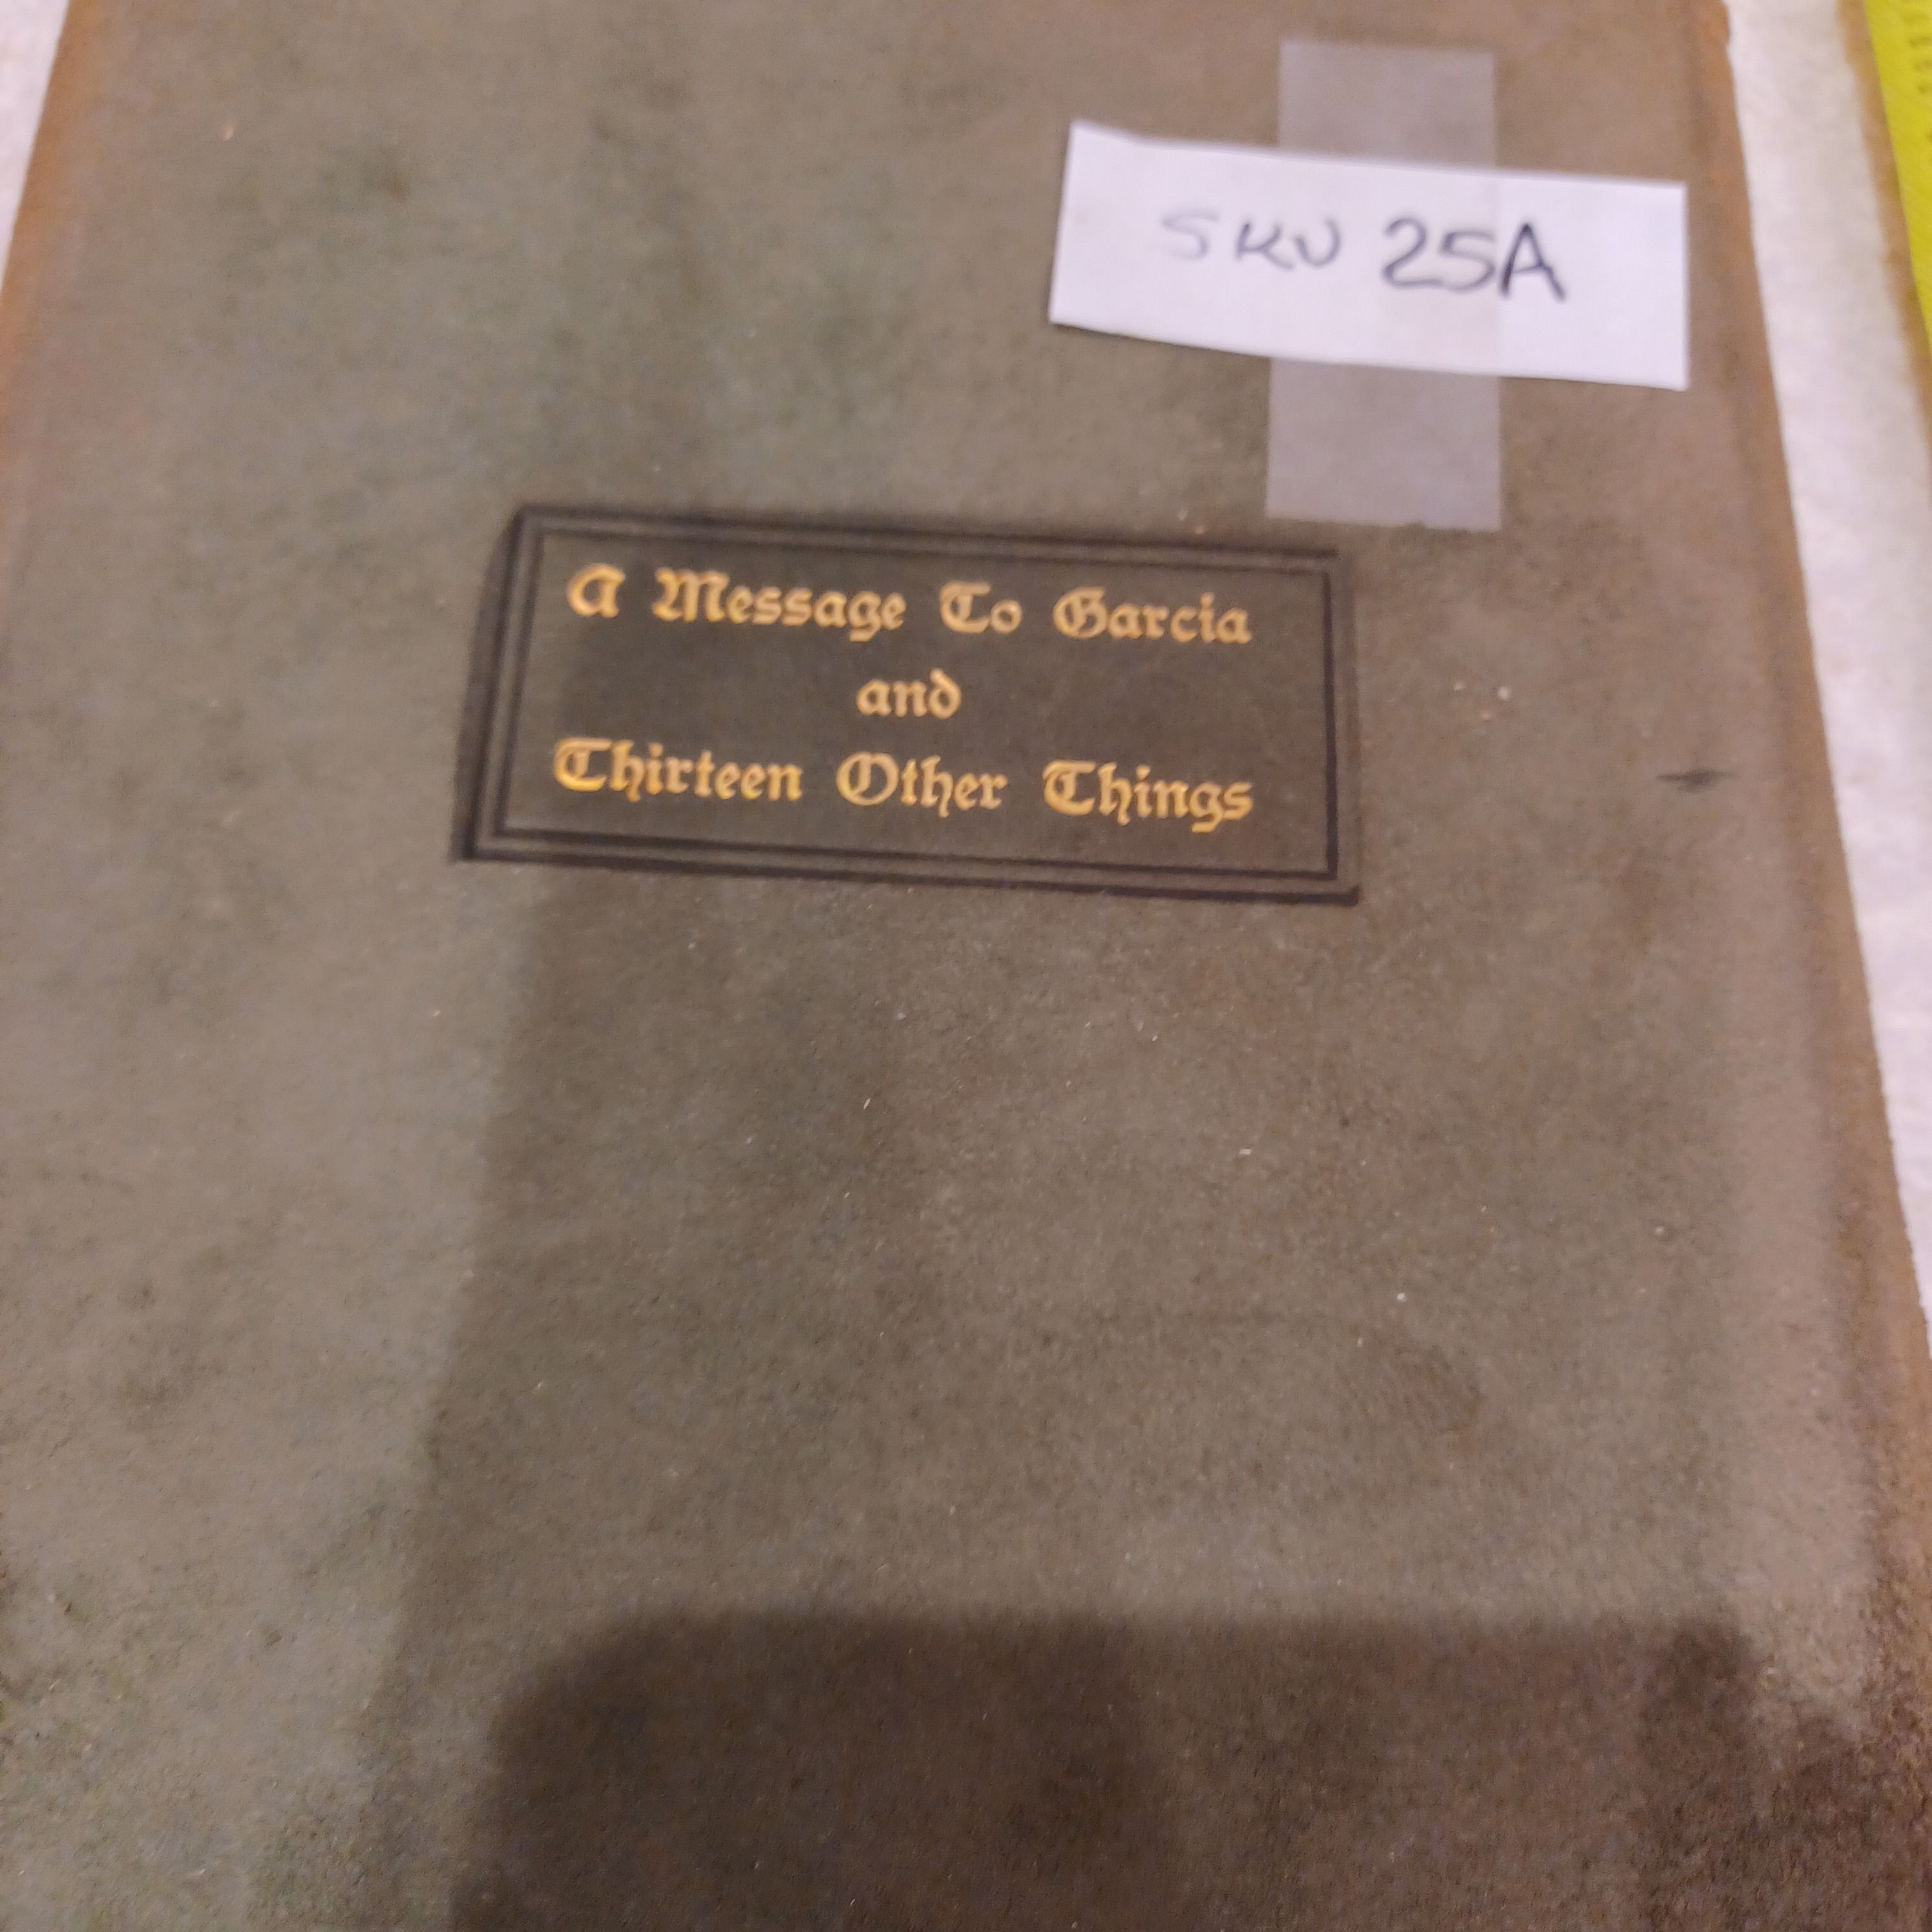 SKU 25A
A Message To Garcia
and
Thirteen Other Things